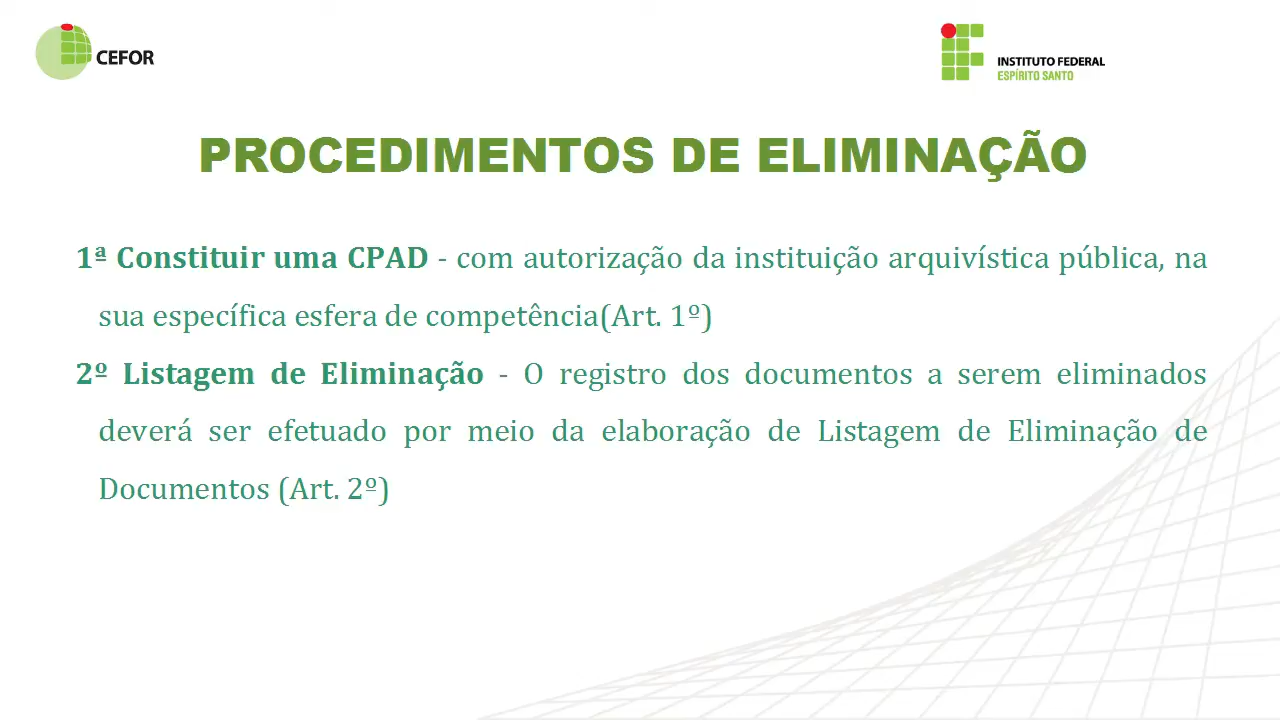 CEFOR
INSTITUTO FEDERAL
ESPÍRITO SANTO
PROCEDIMENTOS DE ELIMINAÇÃO
1ª Constituir uma CPAD - com autorização da instituição arquivística pública, na
sua específica esfera de competência(Art. 1º)
2º Listagem de Eliminação - O registro dos documentos a serem eliminados
deverá ser efetuado por meio da elaboração de Listagem de Eliminação de
Documentos (Art. 2º)